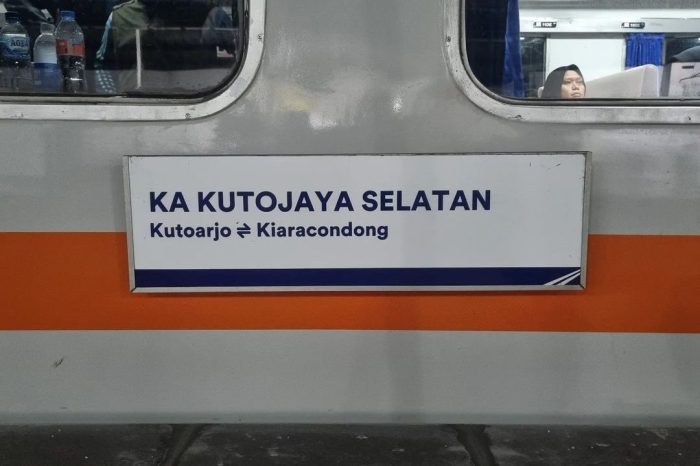 KA KUTOJAYA SELATAN
Kutoarjo ⇌ Kiaracondong